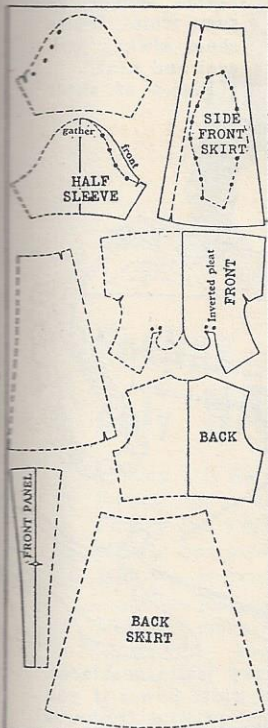 gather
front
HALF
SLEEVE
SIDE
FRONT
SKIRT
Inverted pleat
FRONT
BACK
FRONT PANEL
BACK
SKIRT